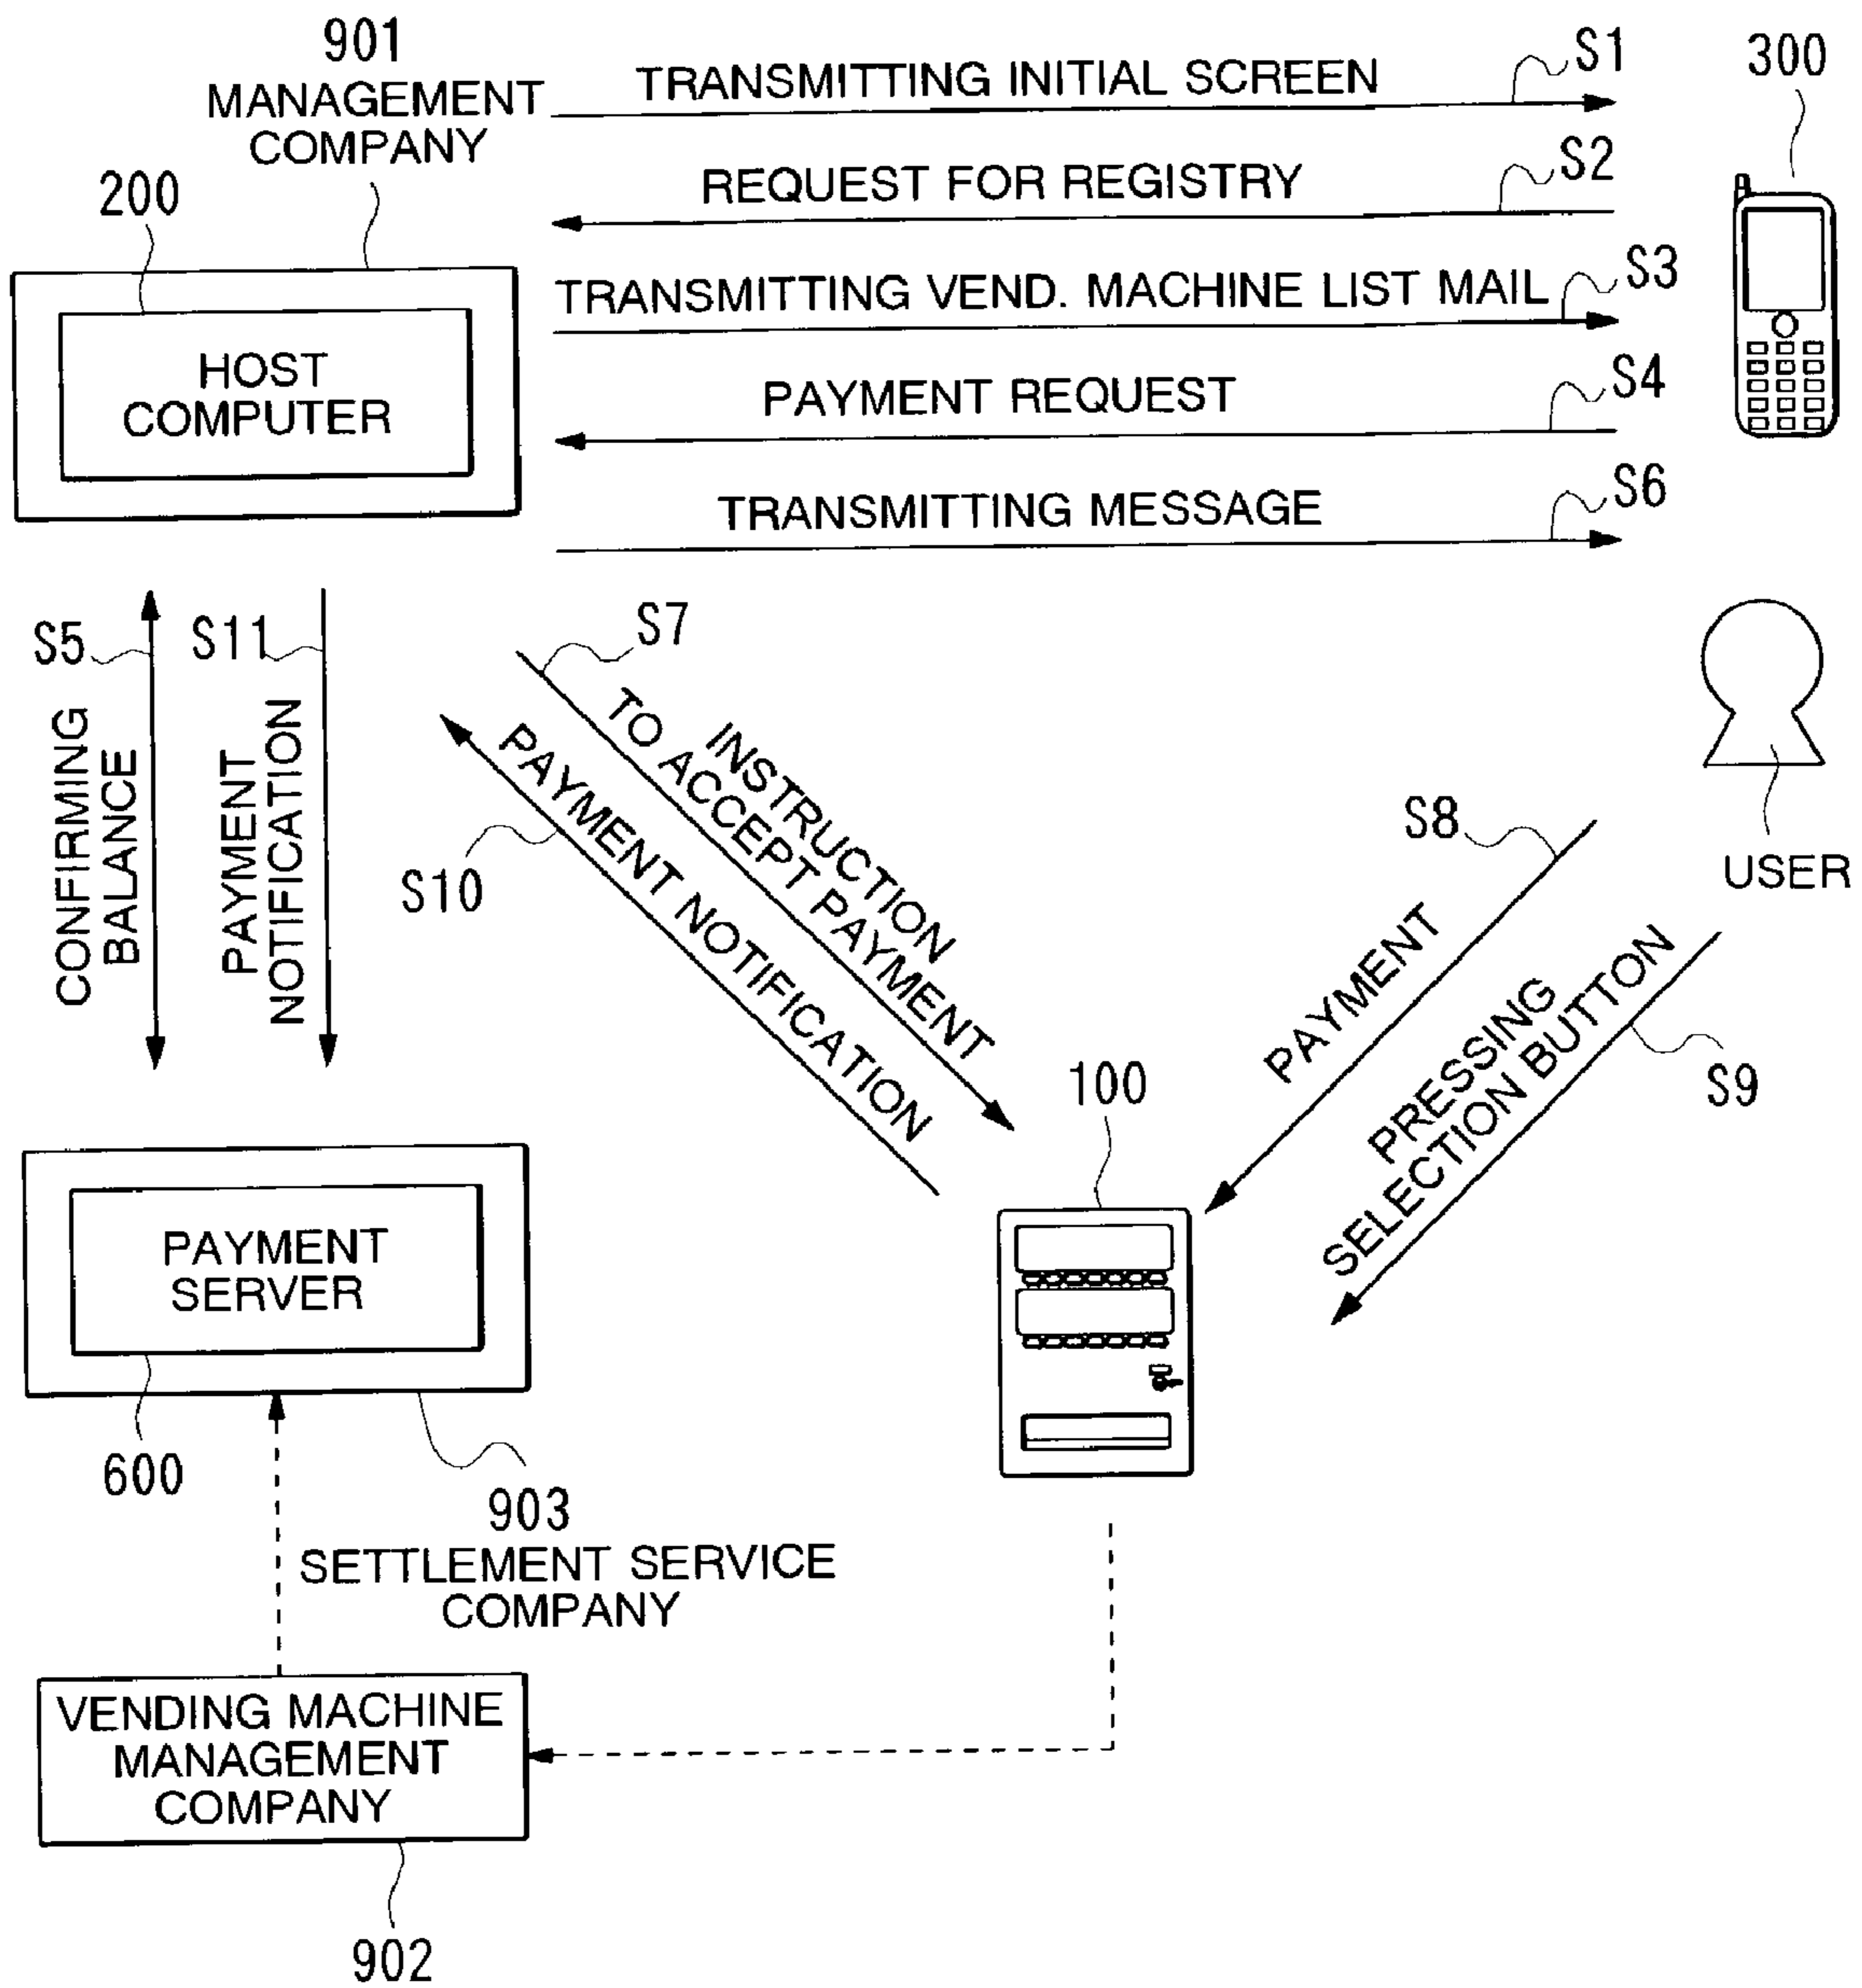 901
MANAGEMENT
COMPANY
TRANSMITTING INITIAL SCREEN
S1
300
200
REQUEST FOR REGISTRY
S2
TRANSMITTING VEND. MACHINE LIST MAIL
S3
HOST
COMPUTER
PAYMENT REQUEST
S4
TRANSMITTING MESSAGE
S6
S5
CONFIRMING
BALANCE
S11
PAYMENT
NOTIFICATION
S7
INSTRUCTION
TO ACCEPT PAYMENT
PAYMENT NOTIFICATION
S10
USER
S8
PAYMENT
PRESSING
SELECTION BUTTON
S9
100
PAYMENT
SERVER
600
903
SETTLEMENT SERVICE
COMPANY
VENDING MACHINE
MANAGEMENT
COMPANY
902